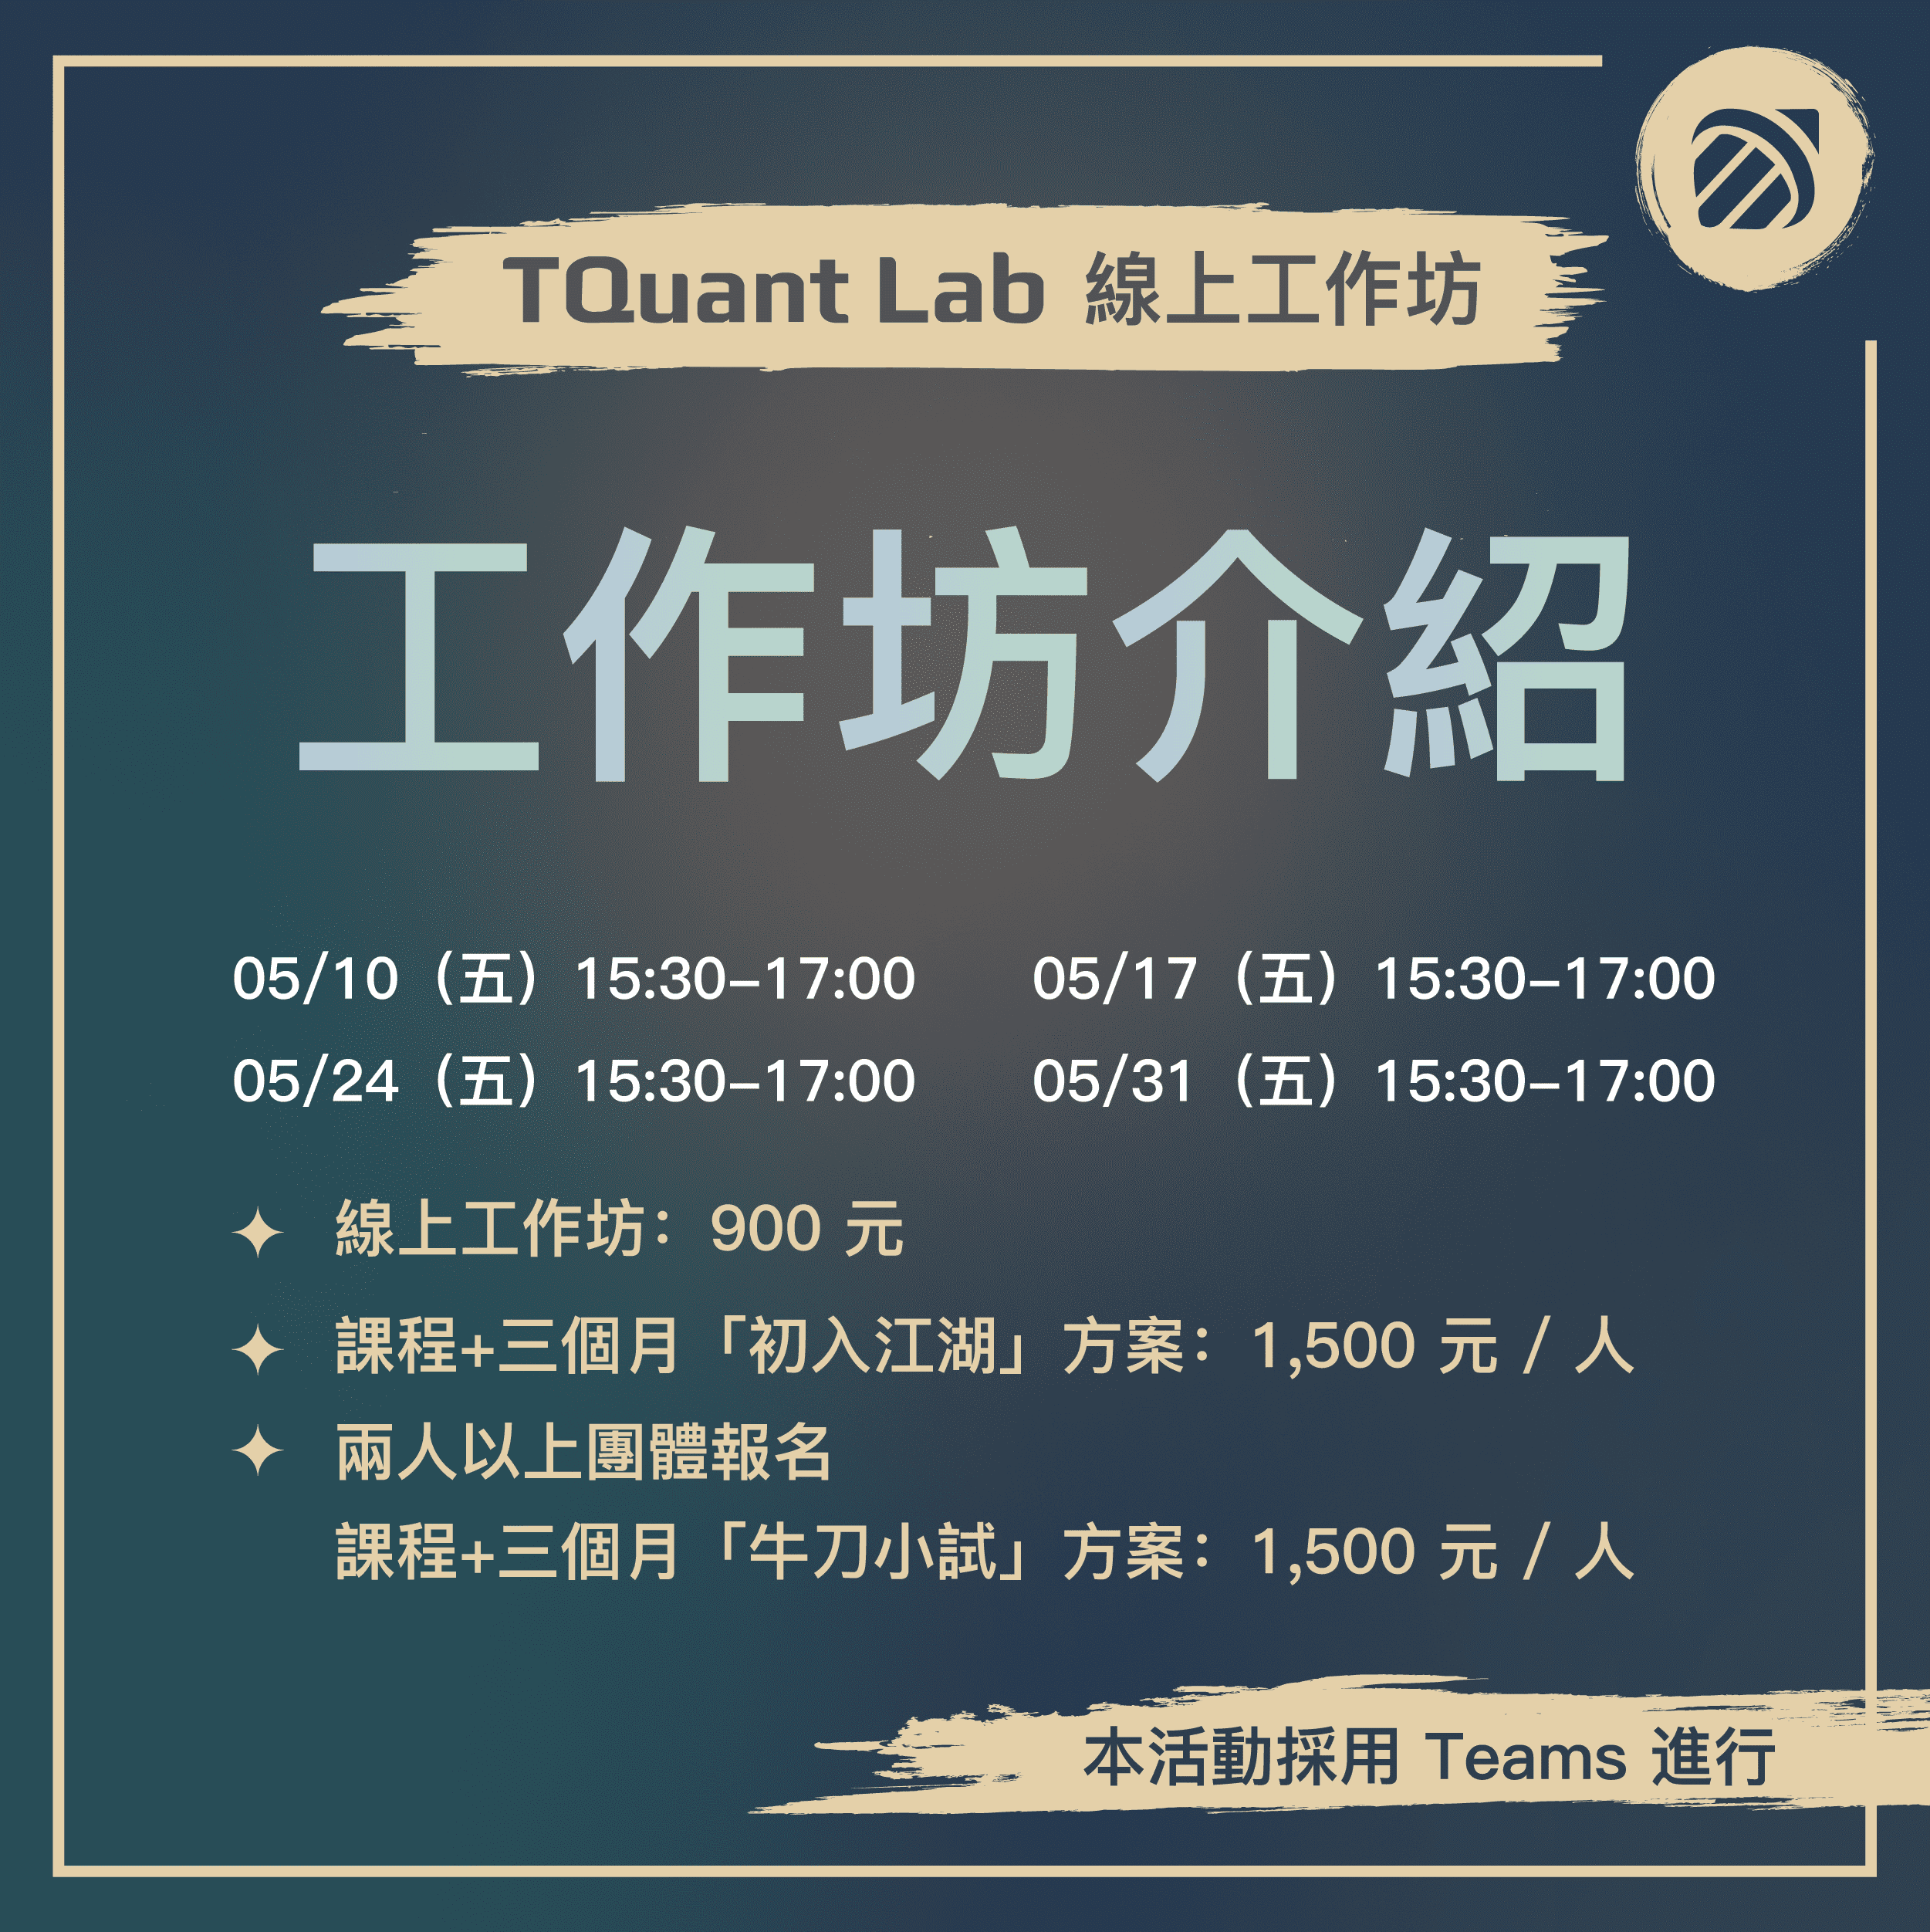 TQuant Lab 線上工作坊
工作坊介紹
05/10（五）15:30–17:00
05/17（五）15:30–17:00
05/24（五）15:30–17:00
05/31（五）15:30–17:00
線上工作坊：900 元
課程+三個月「初入江湖」方案：1,500 元 / 人
兩人以上團體報名
課程+三個月「牛刀小試」方案：1,500 元 / 人
本活動採用 Teams 進行